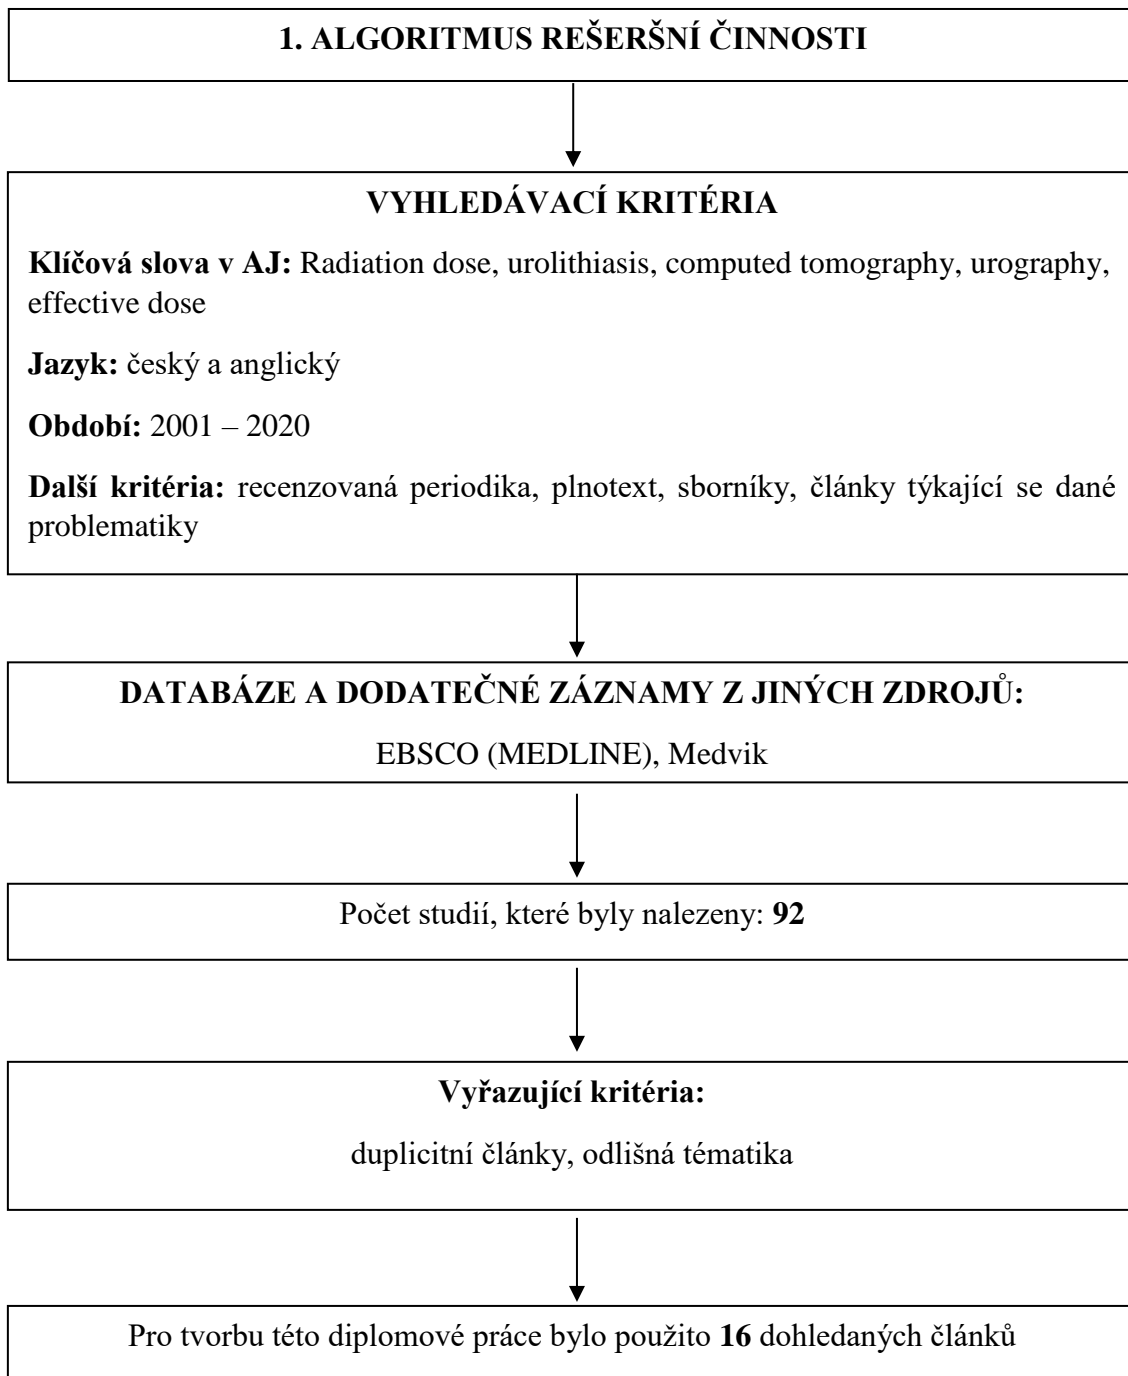 1. ALGORITMUS REŠERŠNÍ ČINNOSTI
VYHLEDÁVACÍ KRITÉRIA
Klíčová slova v AJ: Radiation dose, urolithiasis, computed tomography, urography,
effective dose
Jazyk: český a anglický
Období: 2001 – 2020
Další kritéria: recenzovaná periodika, plnotext, sborníky, články týkající se dané
problematiky
DATABÁZE A DODATEČNÉ ZÁZNAMY Z JINÝCH ZDROJŮ:
EBSCO (MEDLINE), Medvik
Počet studií, které byly nalezeny: 92
Vyřazující kritéria:
duplicitní články, odlišná tématika
Pro tvorbu této diplomové práce bylo použito 16 dohledaných článků